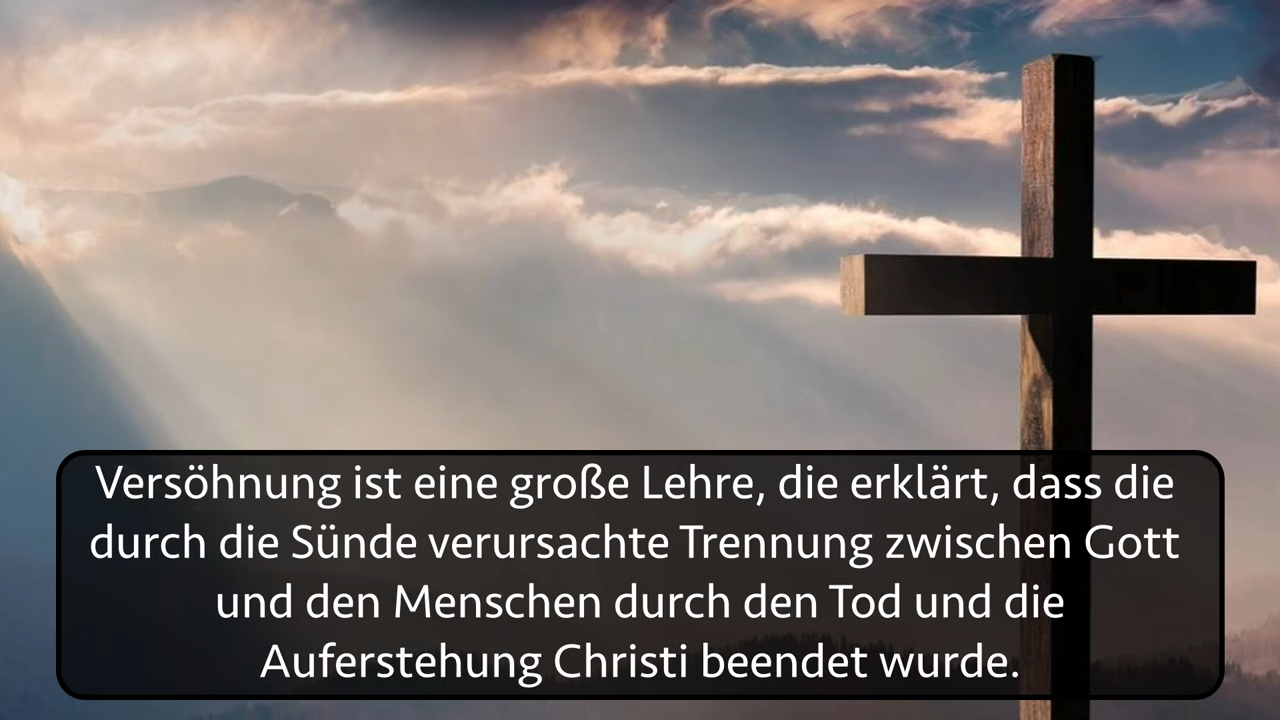 Versöhnung ist eine große Lehre, die erklärt, dass die
durch die Sünde verursachte Trennung zwischen Gott
und den Menschen durch den Tod und die
Auferstehung Christi beendet wurde.